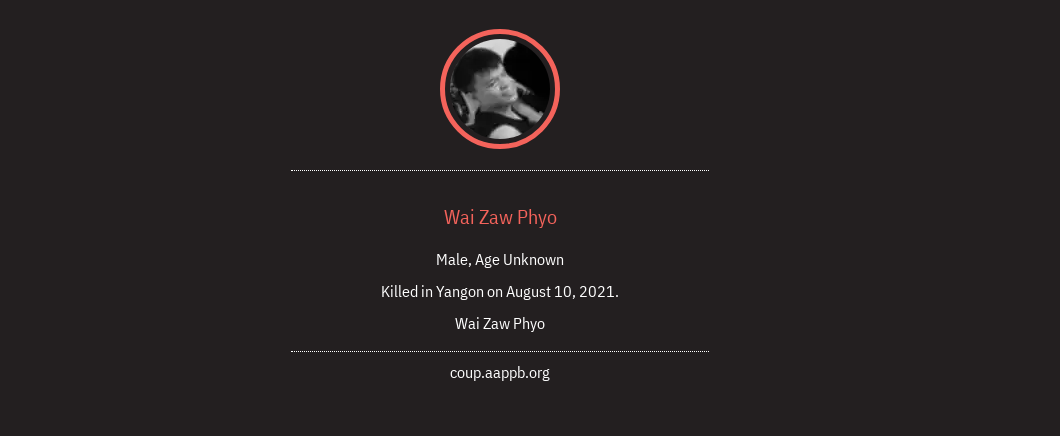 Wai Zaw Phyo
Male, Age Unknown
Killed in Yangon on August 10, 2021.
Wai Zaw Phyo
coup.aappb.org